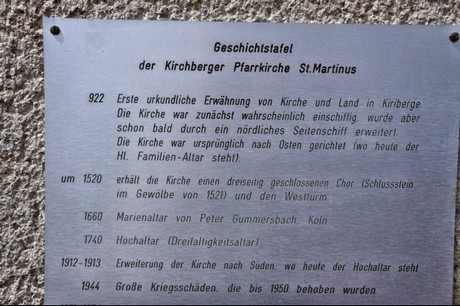 Geschichtstafel
der Kirchberger Pfarrkirche St.Martinus
922 Erste urkundliche Erwähnung von Kirche und Land in Kiriberge.
Die Kirche war zunächst wahrscheinlich einschiffig, wurde aber
schon bald durch ein nördliches Seitenschiff erweitert.
Die Kirche war ursprünglich nach Osten gerichtet (wo heute der
Hl. Familien-Altar steht).
um 1520 erhält die Kirche einen dreiseitig geschlossenen Chor (Schlussstein
im Gewölbe von 1521) und den Westturm.
1660 Marienaltar von Peter Gummersbach, Köln
1740 Hochaltar (Dreifaltigkeitsaltar)
1912-1913 Erweiterung der Kirche nach Süden, wo heute der Hochaltar steht
1944 Große Kriegsschäden, die bis 1950 behoben wurden.